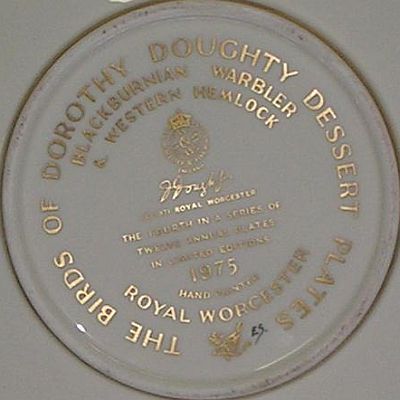 THE BIRDS OF DOROTHY DOUGHTY DESSERT PLATES
BLACKBURNIAN WARBLER
& WESTERN HEMLOCK
ROYAL WORCESTER
THE FOURTH IN A SERIES OF
TWELVE ANNUAL PLATES
IN LIMITED EDITIONS
1975
HAND PAINTED
ROYAL WORCESTER
ES.